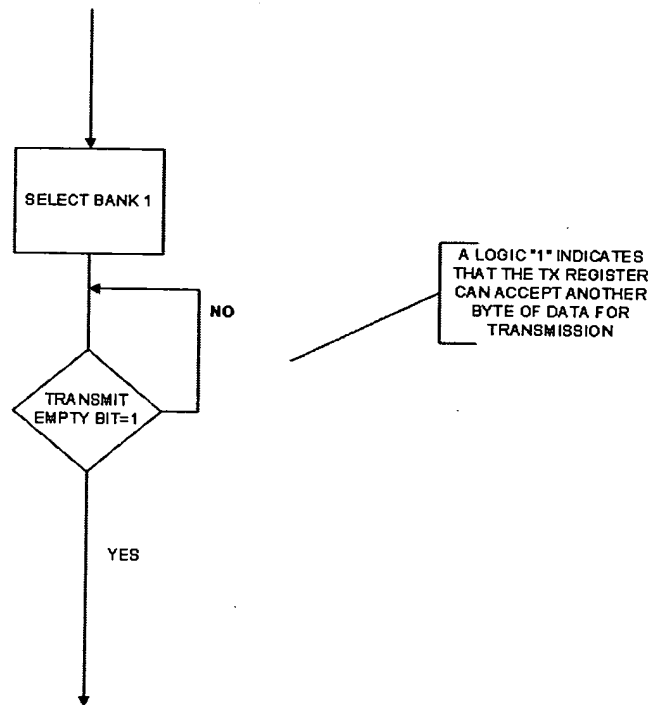 SELECT BANK 1
NO
A LOGIC "1" INDICATES
THAT THE TX REGISTER
CAN ACCEPT ANOTHER
BYTE OF DATA FOR
TRANSMISSION
TRANSMIT
EMPTY BIT=1
YES